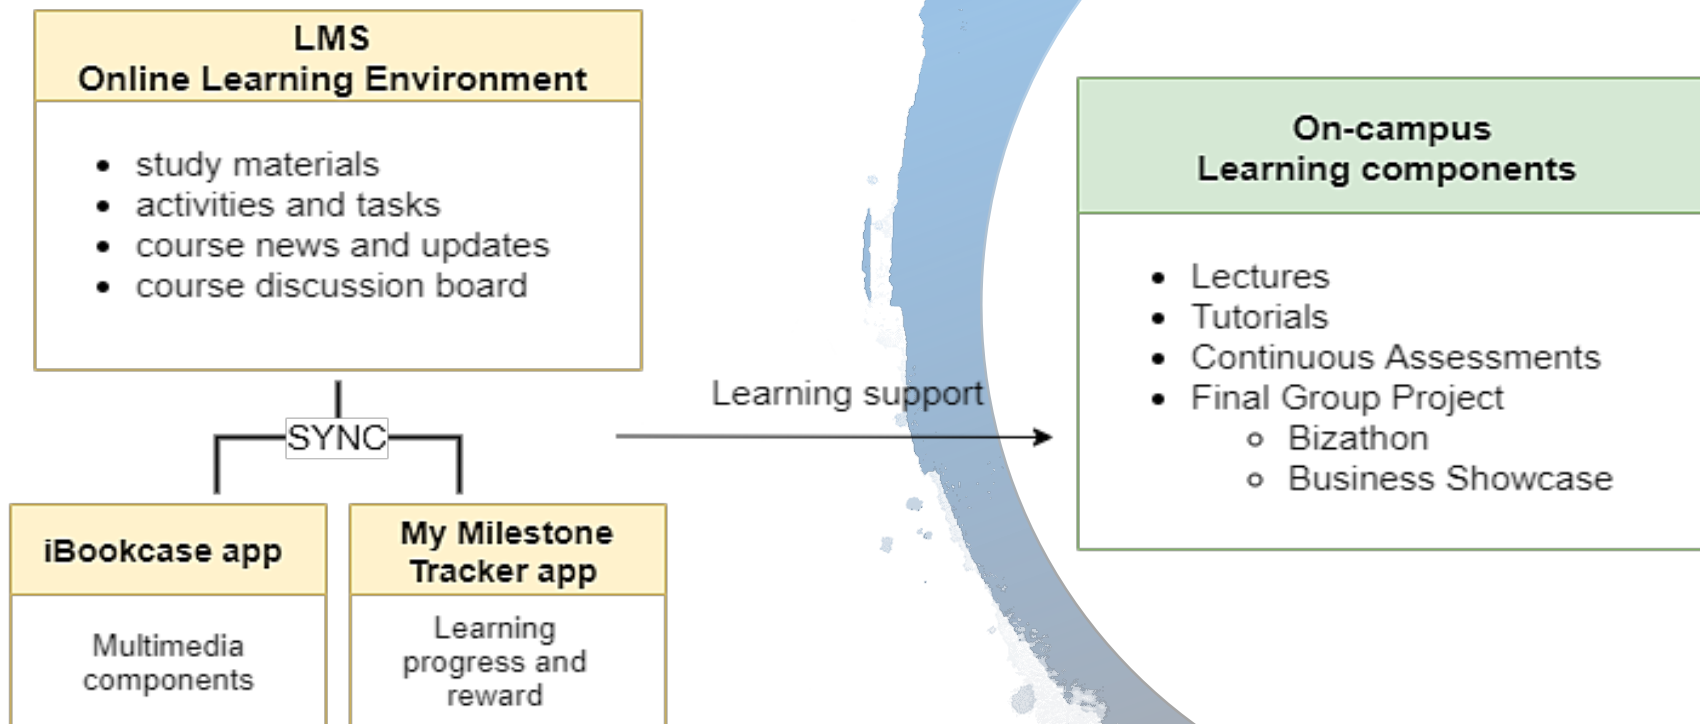 LMS
Online Learning Environment
study materials
activities and tasks
course news and updates
course discussion board
SYNC
iBookcase app
Multimedia
components
My Milestone
Tracker app
Learning
progress and
reward
Learning support
On-campus
Learning components
Lectures
Tutorials
Continuous Assessments
Final Group Project
Bizathon
Business Showcase